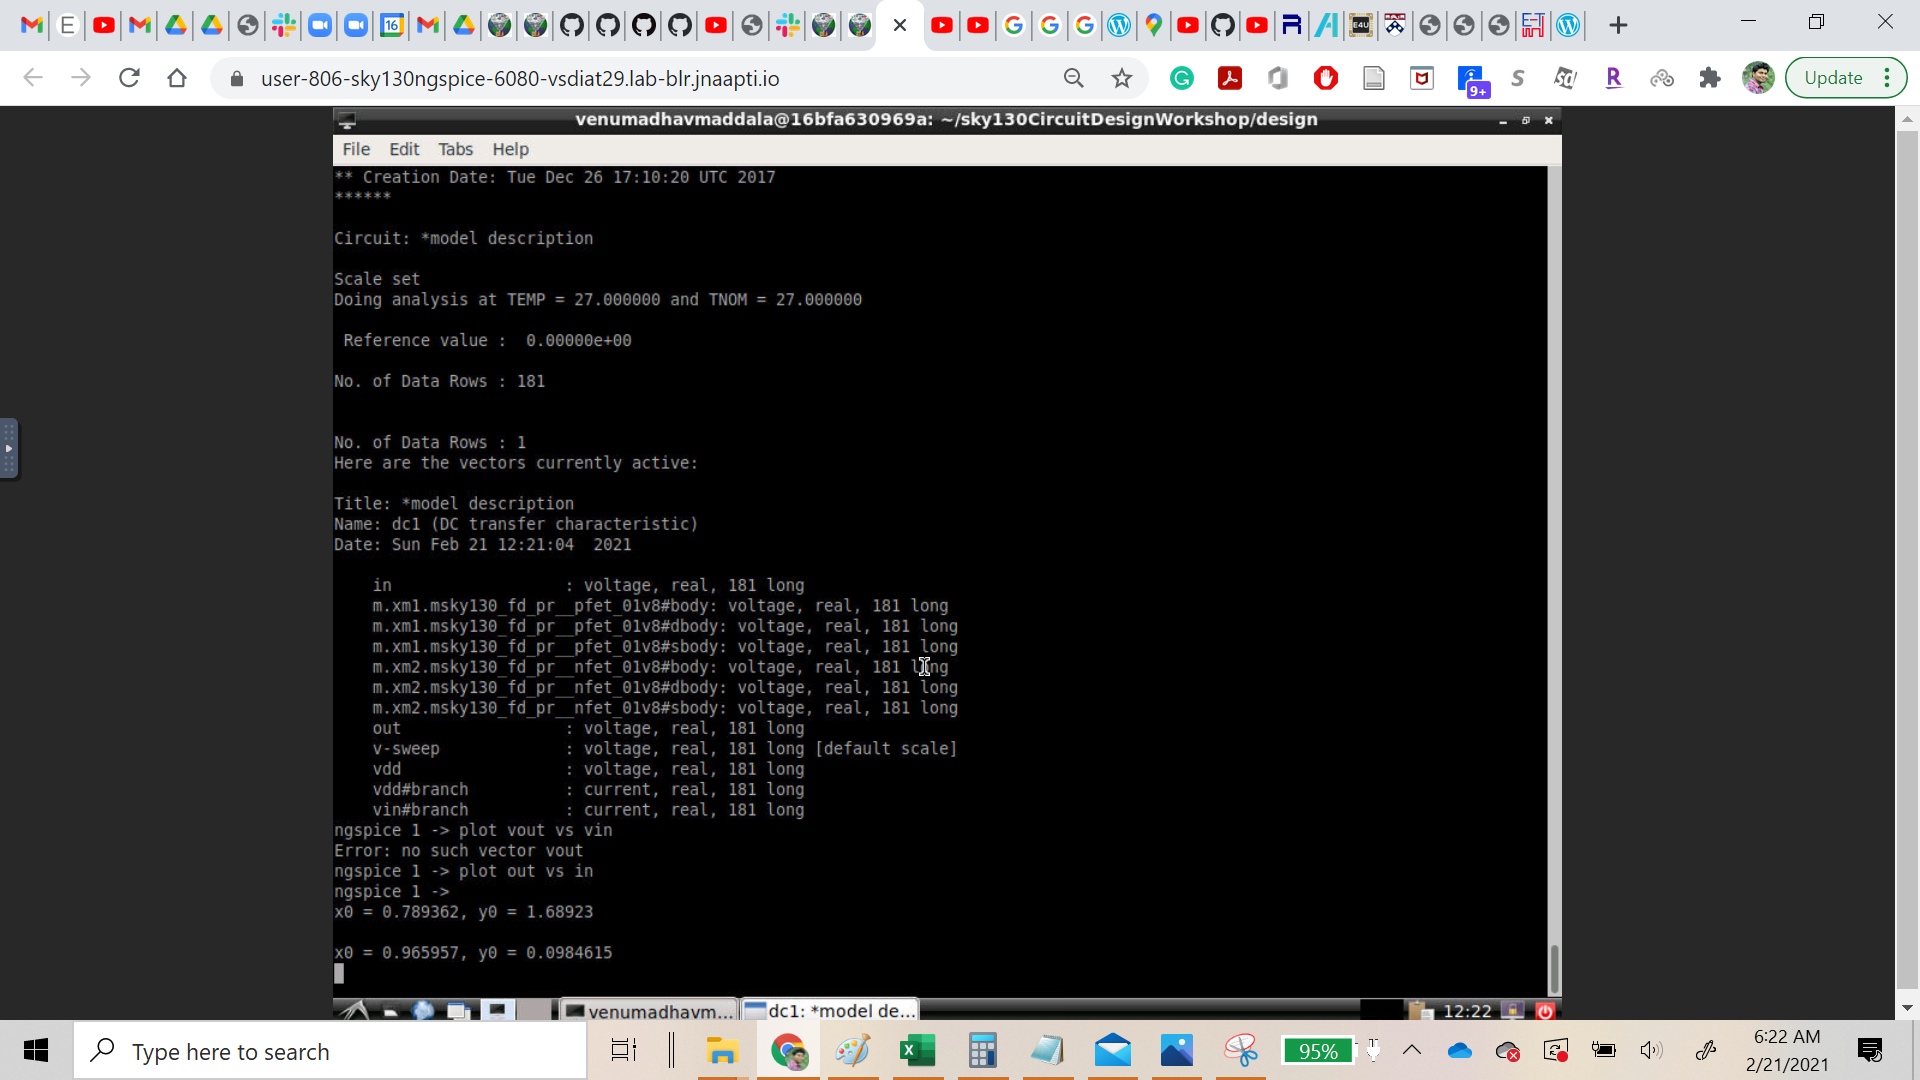 user-806-sky130ngspice-6080-vsdiat29.lab-blr.jnaapti.io
Update
venumadhavmaddala@16bfa630969a: ~/sky130CircuitDesignWorkshop/design
File Edit Tabs Help
** Creation Date: Tue Dec 26 17:10:20 UTC 2017
******
Circuit: *model description
Scale set
Doing analysis at TEMP = 27.000000 and TNOM = 27.000000
Reference value :  0.00000e+00
No. of Data Rows : 181
No. of Data Rows : 1
Here are the vectors currently active:
Title: *model description
Name: dc1 (DC transfer characteristic)
Date: Sun Feb 21 12:21:04  2021
in : voltage, real, 181 long
m.xm1.msky130_fd_pr__pfet_01v8#body: voltage, real, 181 long
m.xm1.msky130_fd_pr__pfet_01v8#dbody: voltage, real, 181 long
m.xm1.msky130_fd_pr__pfet_01v8#sbody: voltage, real, 181 long
m.xm2.msky130_fd_pr__nfet_01v8#body: voltage, real, 181 long
m.xm2.msky130_fd_pr__nfet_01v8#dbody: voltage, real, 181 long
m.xm2.msky130_fd_pr__nfet_01v8#sbody: voltage, real, 181 long
out : voltage, real, 181 long
v-sweep : voltage, real, 181 long [default scale]
vdd : voltage, real, 181 long
vdd#branch : current, real, 181 long
vin#branch : current, real, 181 long
ngspice 1 -> plot vout vs vin
Error: no such vector vout
ngspice 1 -> plot out vs in
ngspice 1 ->
x0 = 0.789362, y0 = 1.68923
x0 = 0.965957, y0 = 0.0984615
venumadhavm... dc1: *model de... 12:22
Type here to search
95%
6:22 AM
2/21/2021